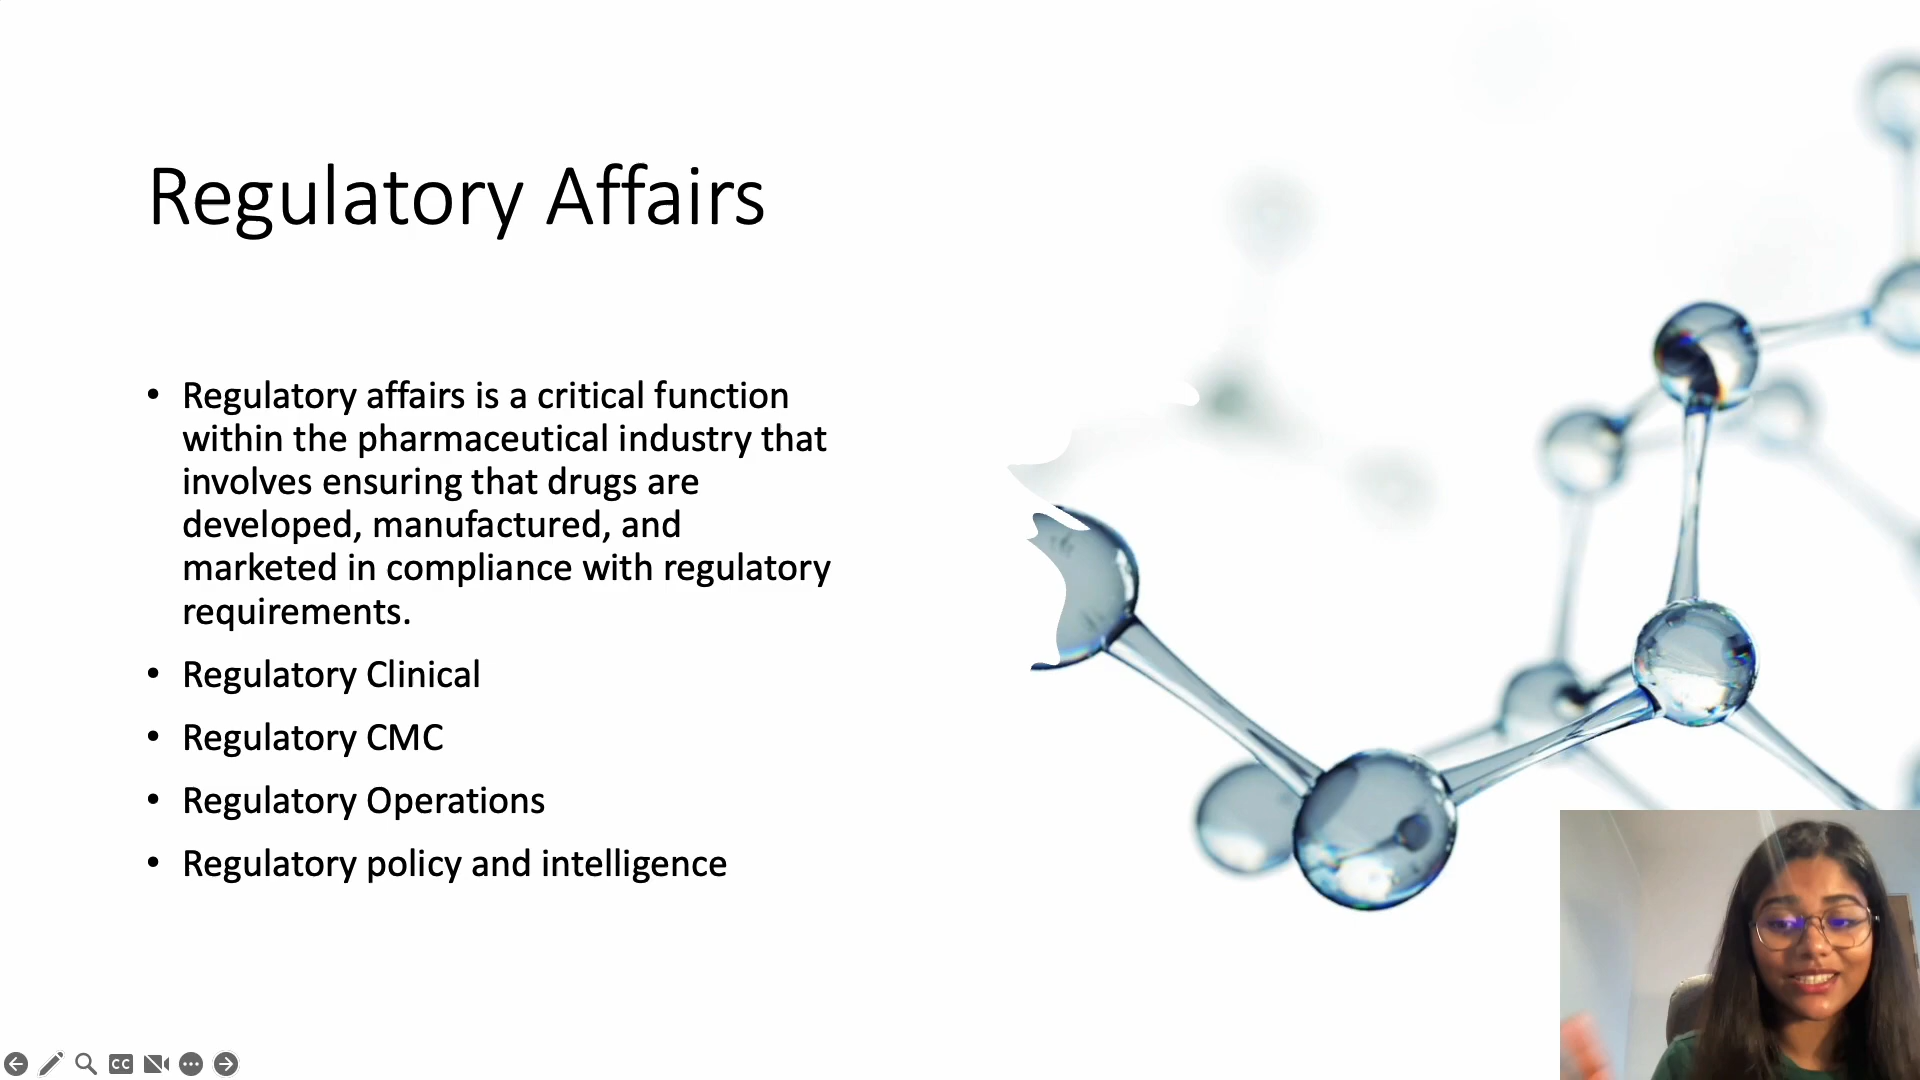 Regulatory Affairs
• Regulatory affairs is a critical function
within the pharmaceutical industry that
involves ensuring that drugs are
developed, manufactured, and
marketed in compliance with regulatory
requirements.
• Regulatory Clinical
• Regulatory CMC
• Regulatory Operations
• Regulatory policy and intelligence
CC